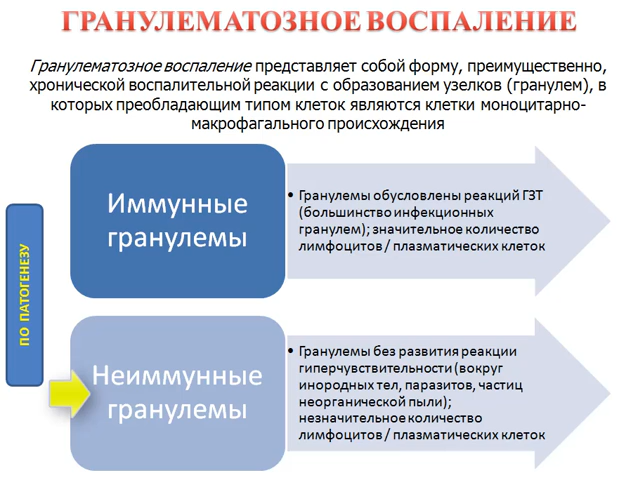 ГРАНУЛЕМАТОЗНОЕ ВОСПАЛЕНИЕ
Гранулематозное воспаление представляет собой форму, преимущественно,
хронической воспалительной реакции с образованием узелков (гранулем), в
которых преобладающим типом клеток являются клетки моноцитарно-
макрофагального происхождения
ПО ПАТОГЕНЕЗУ
Иммунные
гранулемы
• Гранулемы обусловлены реакций ГЗТ
(большинство инфекционных
гранулем); значительное количество
лимфоцитов / плазматических клеток
Неиммунные
гранулемы
• Гранулемы без развития реакции
гиперчувствительности (вокруг
инородных тел, паразитов, частиц
неорганической пыли);
незначительное количество
лимфоцитов / плазматических клеток